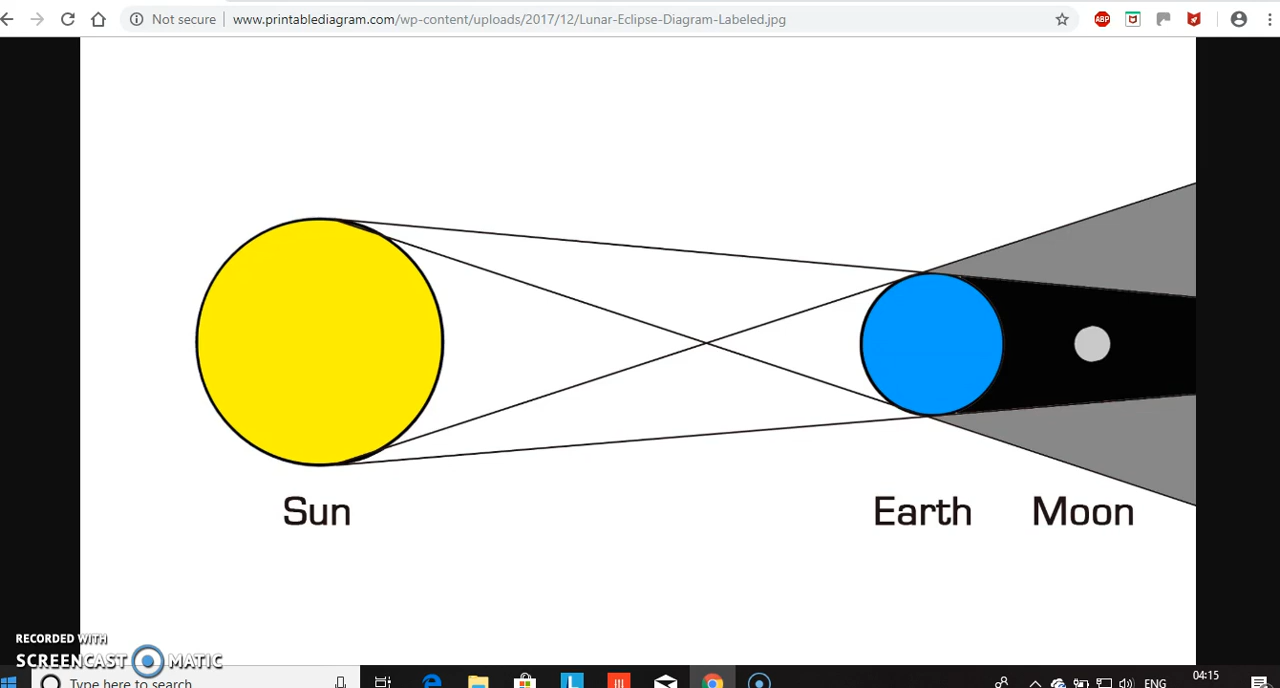 Not secure | www.printablediagram.com/wp-content/uploads/2017/12/Lunar-Eclipse-Diagram-Labeled.jpg
ABP
Sun Earth Moon
RECORDED WITH
SCREENCAST MATIC
Type here to search
L
ENG
04:15